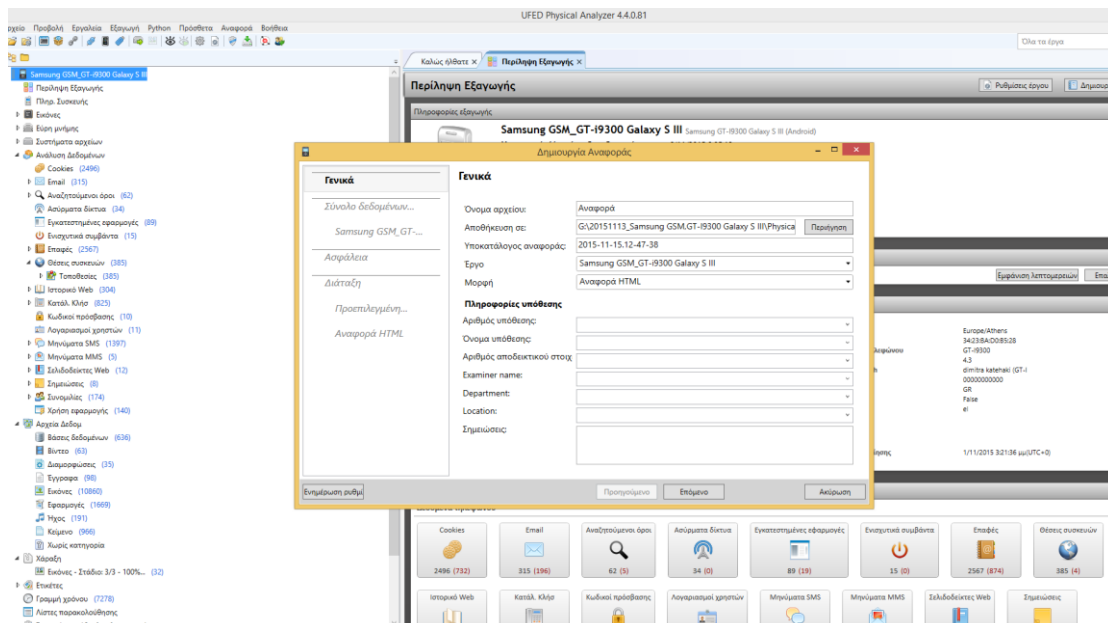 UFED Physical Analyzer 4.4.0.81
ρχείο Προβολή Εργαλεία Εξαγωγή Python Πρόσθετα Αναφορά Βοήθεια
Όλα τα έργα
Καλώς ήλθατε
Περίληψη Εξαγωγής
Samsung GSM_GT-i9300 Galaxy S III
Περίληψη Εξαγωγής
Πληρ. Συσκευής
Εικόνες
Εύρη μνήμης
Συστήματα αρχείων
Ανάλυση Δεδομένων
Cookies (2496)
Email (315)
Αναζητούμενοι όροι (62)
Ασύρματα δίκτυα (34)
Εγκατεστημένες εφαρμογές (89)
Ενισχυτικά συμβάντα (15)
Επαφές (2567)
Θέσεις συσκευών (385)
Τοποθεσίες (385)
Ιστορικό Web (304)
Κατάλ. Κλήσ (825)
Κωδικοί πρόσβασης (10)
Λογαριασμοί χρηστών (11)
Μηνύματα SMS (1397)
Μηνύματα MMS (5)
Σελιδοδείκτες Web (12)
Σημειώσεις (8)
Συνομιλίες (174)
Χρήση εφαρμογής (140)
Αρχεία Δεδομ
Βάσεις δεδομένων (636)
Βίντεο (63)
Διαμορφώσεις (35)
Έγγραφα (98)
Εικόνες (10860)
Εφαρμογές (1669)
Ήχος (191)
Κείμενο (966)
Χωρίς κατηγορία
Χάραξη
Εικόνες - Στάδιο: 3/3 - 100%... (32)
Ετικέτες
Γραμμή χρόνου (7278)
Λίστες παρακολούθησης
Περίληψη Εξαγωγής
Ρυθμίσεις έργου
Δημιουρ
Πληροφορίες εξαγωγής
Samsung GSM_GT-i9300 Galaxy S III Samsung GT-i9300 Galaxy S III (Android)
Δημιουργία Αναφοράς
Γενικά
Σύνολο δεδομένων...
Samsung GSM_GT-...
Ασφάλεια
Διάταξη
Προεπιλεγμένη...
Αναφορά HTML
Γενικά
Όνομα αρχείου: Αναφορά
Αποθήκευση σε: G:\20151113_Samsung GSM.GT-I9300 Galaxy S III\Physica Περιήγηση
Υποκατάλογος αναφοράς: 2015-11-15.12-47-38
Έργο Samsung GSM_GT-i9300 Galaxy S III
Μορφή Αναφορά HTML
Πληροφορίες υπόθεσης
Αριθμός υπόθεσης:
Όνομα υπόθεσης:
Αριθμός αποδεικτικού στοιχ
Examiner name:
Department:
Location:
Σημειώσεις:
Ενημέρωση ρυθμί
Προηγούμενο
Επόμενο
Ακύρωση
Εμφάνιση λεπτομερειών
Επα
Europe/Athens
34:23:BA:D0:B5:28
λεφώνου GT-I9300
4.3
dimitra katehaki (GT-I
00000000000
GR
False
el
1/11/2015 3:21:36 μμ(UTC+0)
Cookies
2496 (732)
Email
315 (196)
Αναζητούμενοι όροι
62 (5)
Ασύρματα δίκτυα
34 (0)
Εγκατεστημένες εφαρμογές
89 (19)
Ενισχυτικά συμβάντα
15 (0)
Επαφές
2567 (874)
Θέσεις συσκευών
385 (4)
Ιστορικό Web
Κατάλ. Κλήσ
Κωδικοί πρόσβασης
Λογαριασμοί χρηστών
Μηνύματα SMS
Μηνύματα MMS
Σελιδοδείκτες Web
Σημειώσεις